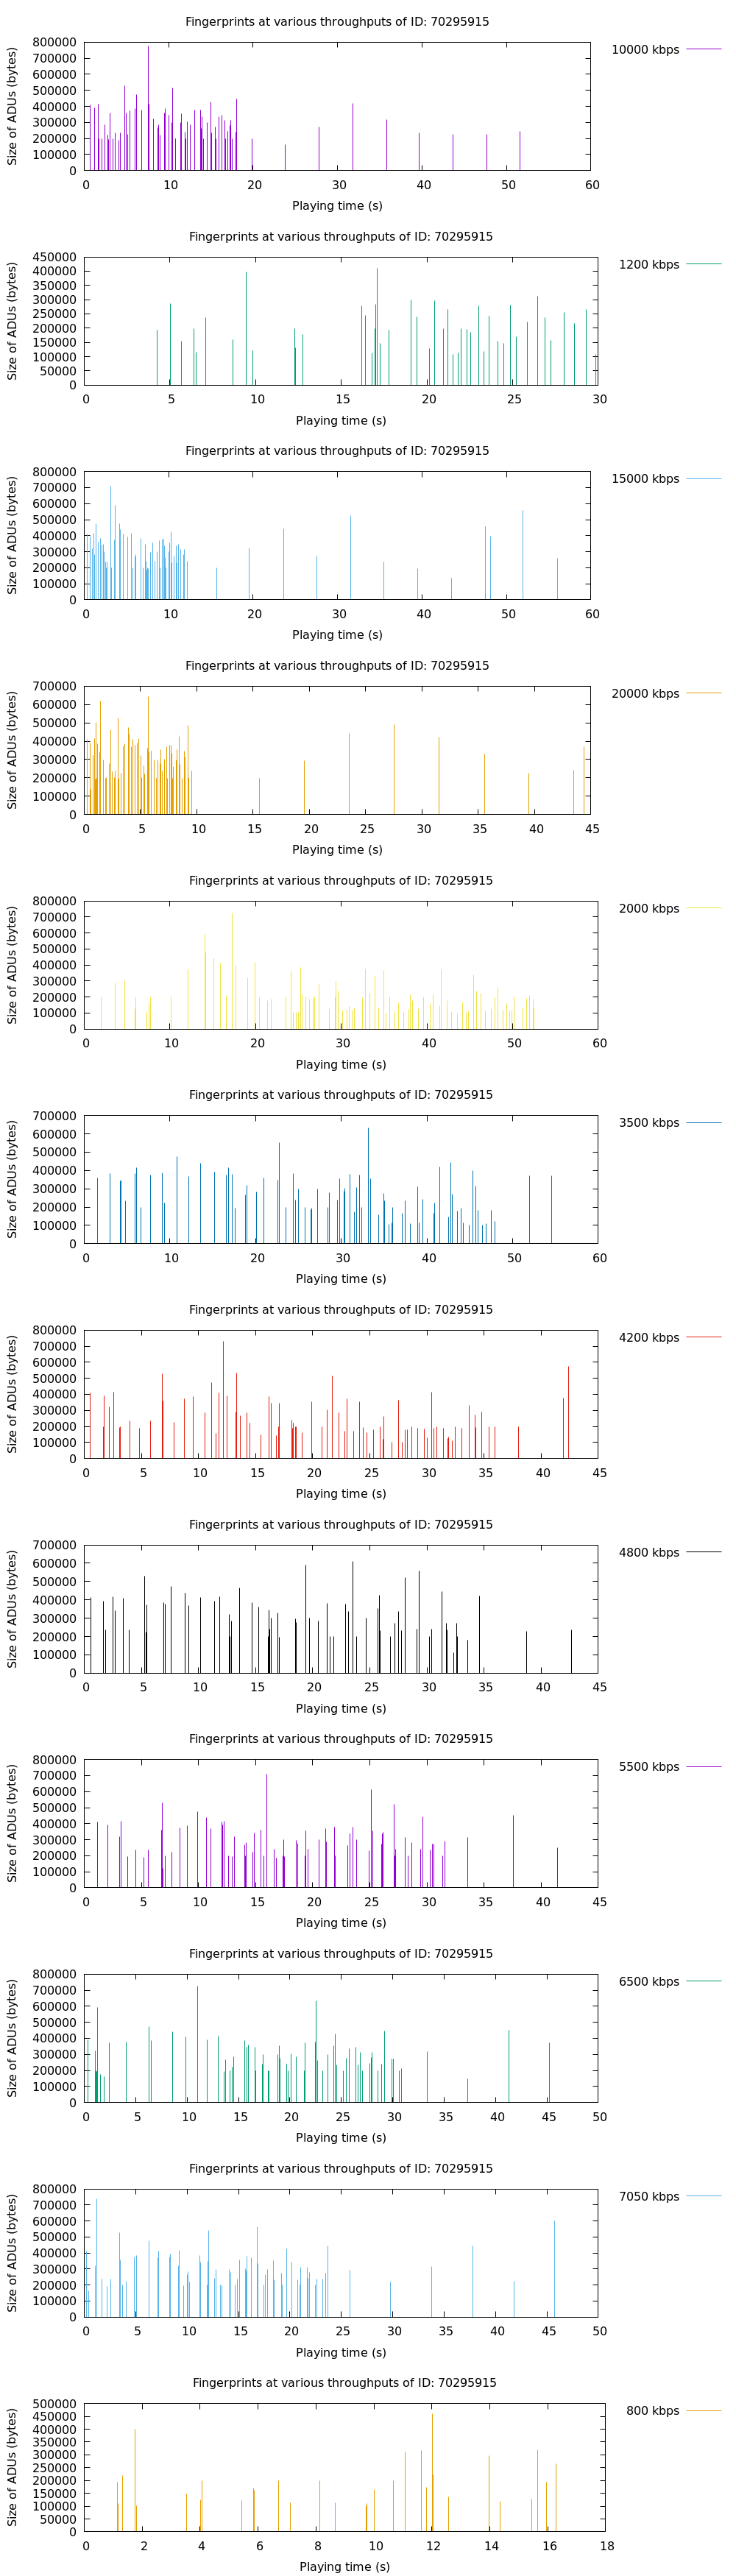 Fingerprints at various throughputs of ID: 70295915
800000 10000 kbps
700000
600000
500000
400000
300000
200000
100000
0
Size of ADUs (bytes)
0 10 20 30 40 50 60
Playing time (s)
Fingerprints at various throughputs of ID: 70295915
450000 1200 kbps
400000
350000
300000
250000
200000
150000
100000
50000
0
Size of ADUs (bytes)
0 5 10 15 20 25 30
Playing time (s)
Fingerprints at various throughputs of ID: 70295915
800000 15000 kbps
700000
600000
500000
400000
300000
200000
100000
0
Size of ADUs (bytes)
0 10 20 30 40 50 60
Playing time (s)
Fingerprints at various throughputs of ID: 70295915
700000 20000 kbps
600000
500000
400000
300000
200000
100000
0
Size of ADUs (bytes)
0 5 10 15 20 25 30 35 40 45
Playing time (s)
Fingerprints at various throughputs of ID: 70295915
800000 2000 kbps
700000
600000
500000
400000
300000
200000
100000
0
Size of ADUs (bytes)
0 10 20 30 40 50 60
Playing time (s)
Fingerprints at various throughputs of ID: 70295915
700000 3500 kbps
600000
500000
400000
300000
200000
100000
0
Size of ADUs (bytes)
0 10 20 30 40 50 60
Playing time (s)
Fingerprints at various throughputs of ID: 70295915
800000 4200 kbps
700000
600000
500000
400000
300000
200000
100000
0
Size of ADUs (bytes)
0 5 10 15 20 25 30 35 40 45
Playing time (s)
Fingerprints at various throughputs of ID: 70295915
700000 4800 kbps
600000
500000
400000
300000
200000
100000
0
Size of ADUs (bytes)
0 5 10 15 20 25 30 35 40 45
Playing time (s)
Fingerprints at various throughputs of ID: 70295915
800000 5500 kbps
700000
600000
500000
400000
300000
200000
100000
0
Size of ADUs (bytes)
0 5 10 15 20 25 30 35 40 45
Playing time (s)
Fingerprints at various throughputs of ID: 70295915
800000 6500 kbps
700000
600000
500000
400000
300000
200000
100000
0
Size of ADUs (bytes)
0 5 10 15 20 25 30 35 40 45 50
Playing time (s)
Fingerprints at various throughputs of ID: 70295915
800000 7050 kbps
700000
600000
500000
400000
300000
200000
100000
0
Size of ADUs (bytes)
0 5 10 15 20 25 30 35 40 45 50
Playing time (s)
Fingerprints at various throughputs of ID: 70295915
500000 800 kbps
450000
400000
350000
300000
250000
200000
150000
100000
50000
0
Size of ADUs (bytes)
0 2 4 6 8 10 12 14 16 18
Playing time (s)